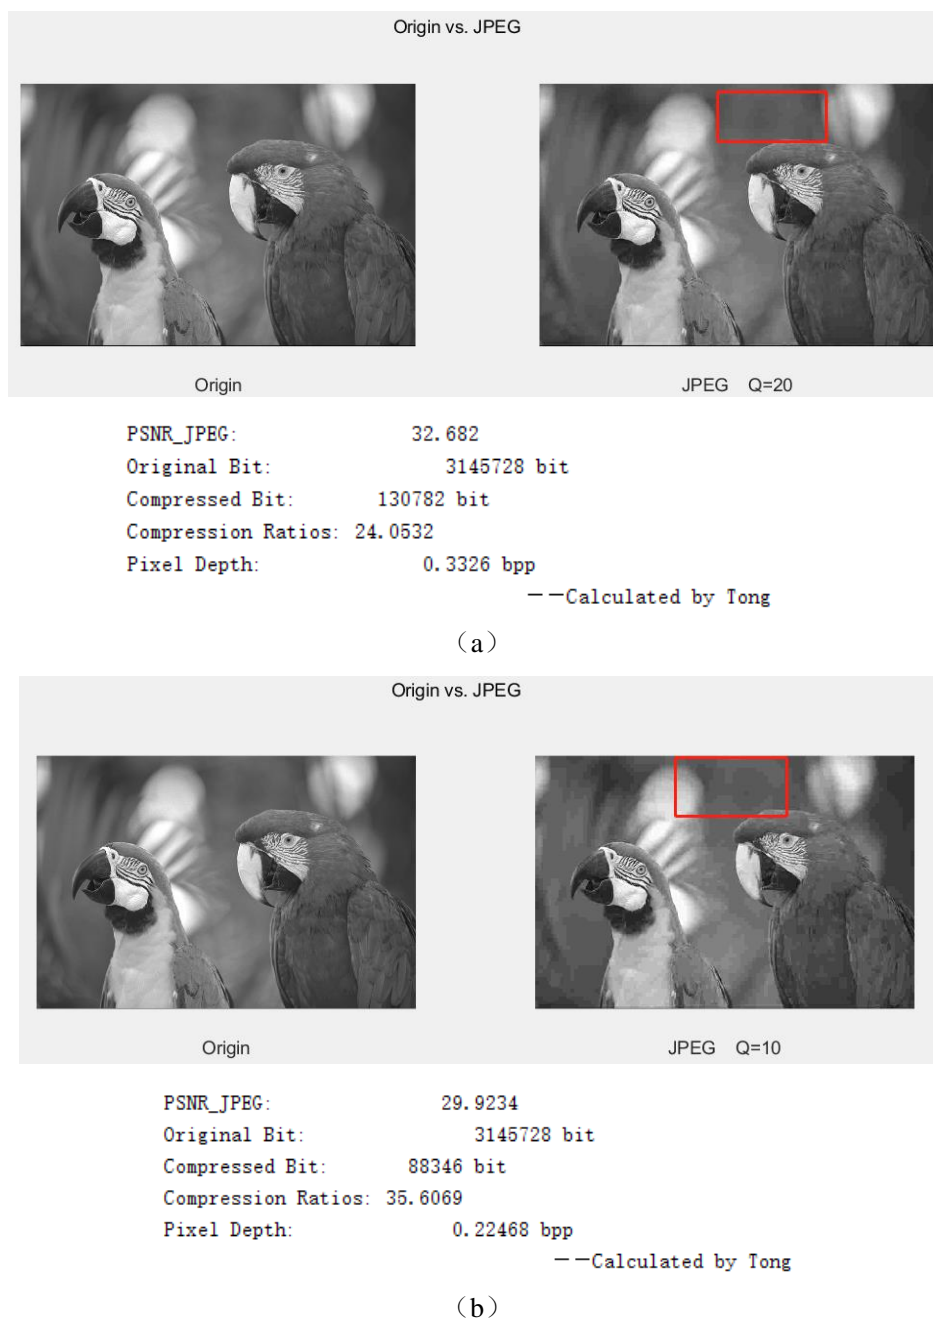 Origin vs. JPEG
Origin
JPEG Q=20
PSNR_JPEG: 32.682
Original Bit: 3145728 bit
Compressed Bit: 130782 bit
Compression Ratios: 24.0532
Pixel Depth: 0.3326 bpp
——Calculated by Tong
（a）
Origin vs. JPEG
Origin
JPEG Q=10
PSNR_JPEG: 29.9234
Original Bit: 3145728 bit
Compressed Bit: 88346 bit
Compression Ratios: 35.6069
Pixel Depth: 0.22468 bpp
——Calculated by Tong
（b）